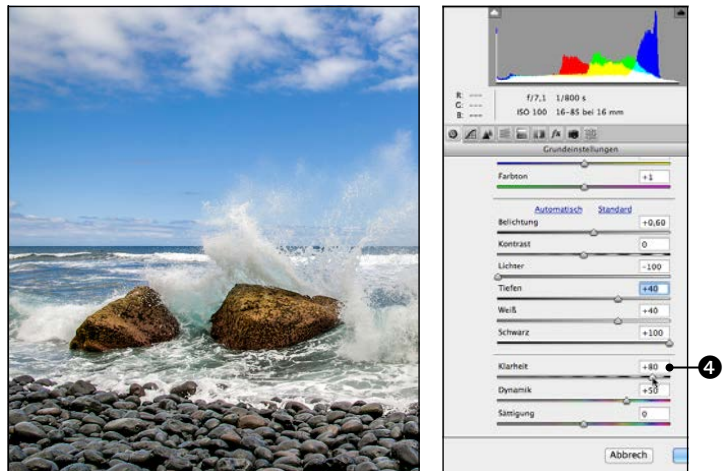 R: ---
G: ---
B: ---
f/7,1 1/800 s
ISO 100 16-85 bei 16 mm
fx
Grundeinstellungen
Farbton +1
Automatisch Standard
Belichtung +0,60
Kontrast 0
Lichter -100
Tiefen +40
Weiß +40
Schwarz +100
Klarheit +80 4
Dynamik +50
Sättigung 0
Abbrech